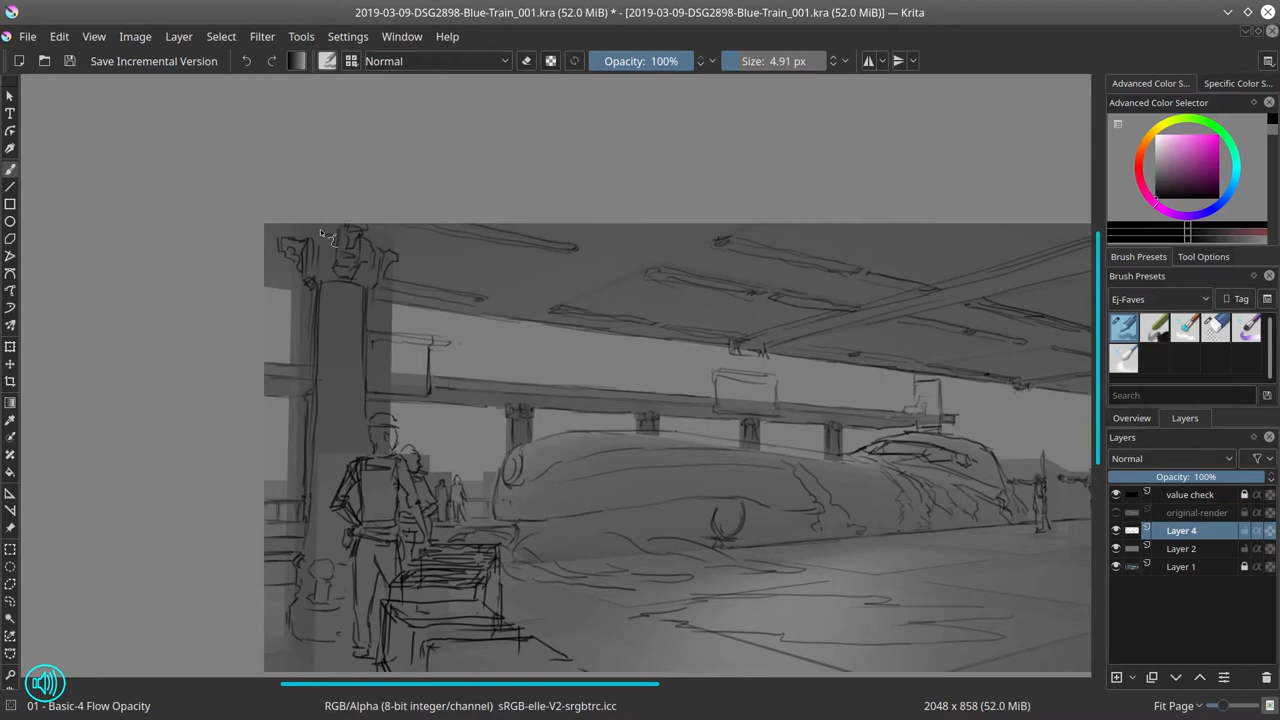 2019-03-09-DSG2898-Blue-Train_001.kra (52.0 MiB) * - [2019-03-09-DSG2898-Blue-Train_001.kra (52.0 MiB)] — Krita
File Edit View Image Layer Select Filter Tools Settings Window Help
Save Incremental Version Normal Opacity: 100% Size: 4.91 px
Advanced Color S... Specific Color S...
Advanced Color Selector
Brush Presets Tool Options
Brush Presets
Ej-Faves Tag
Search
Overview Layers
Layers
Normal
Opacity: 100%
value check
original-render
Layer 4
Layer 2
Layer 1
01 - Basic-4 Flow Opacity RGB/Alpha (8-bit integer/channel) sRGB-elle-V2-srgbtrc.icc 2048 x 858 (52.0 MiB) Fit Page